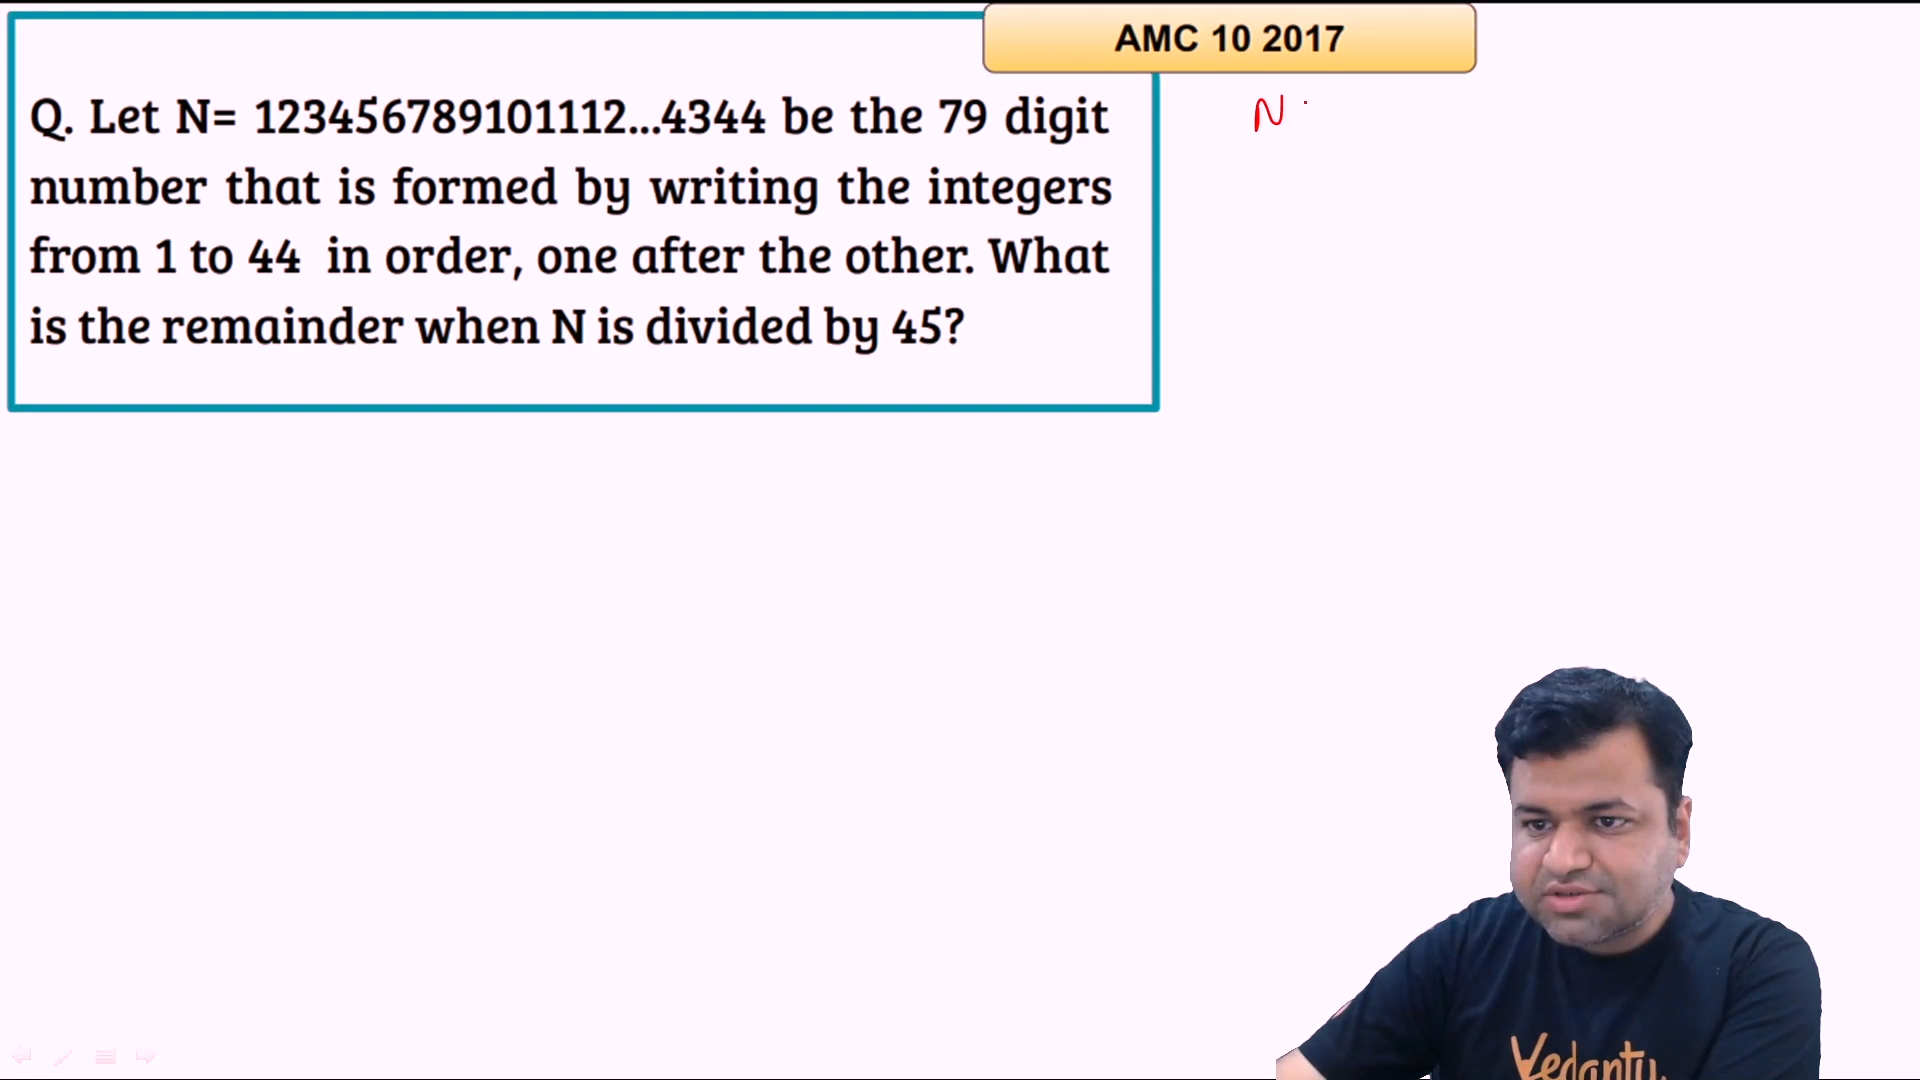 AMC 10 2017
Q. Let N= 123456789101112...4344 be the 79 digit
number that is formed by writing the integers
from 1 to 44 in order, one after the other. What
is the remainder when N is divided by 45?
N
Vedantu